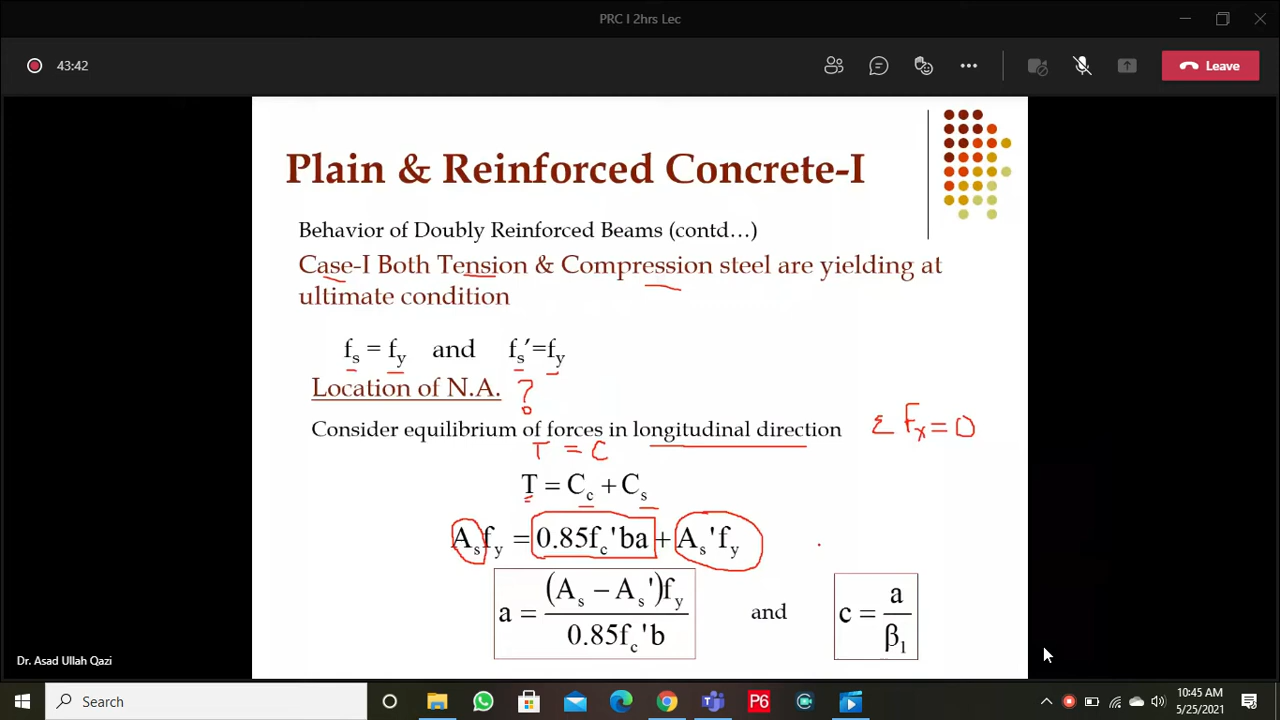 PRC I 2hrs Lec
43:42
Leave
Plain & Reinforced Concrete-I
Behavior of Doubly Reinforced Beams (contd…)
Case-I Both Tension & Compression steel are yielding at
ultimate condition
fs = fy and fs′=fy
Location of N.A. ?
Consider equilibrium of forces in longitudinal direction Σ Fx = 0
T = C
T = Cc + Cs
Asfy = 0.85fc'ba + As'fy
a = (As − As')fy / 0.85fc'b and c = a / β1
Dr. Asad Ullah Qazi
Search
P6
10:45 AM
5/25/2021